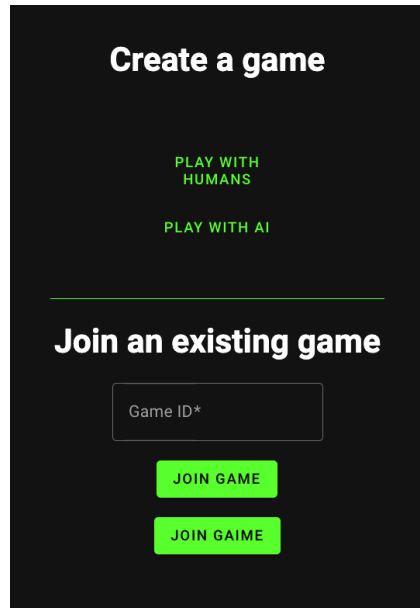 Create a game
PLAY WITH
HUMANS
PLAY WITH AI
Join an existing game
Game ID*
JOIN GAME
JOIN GAIME